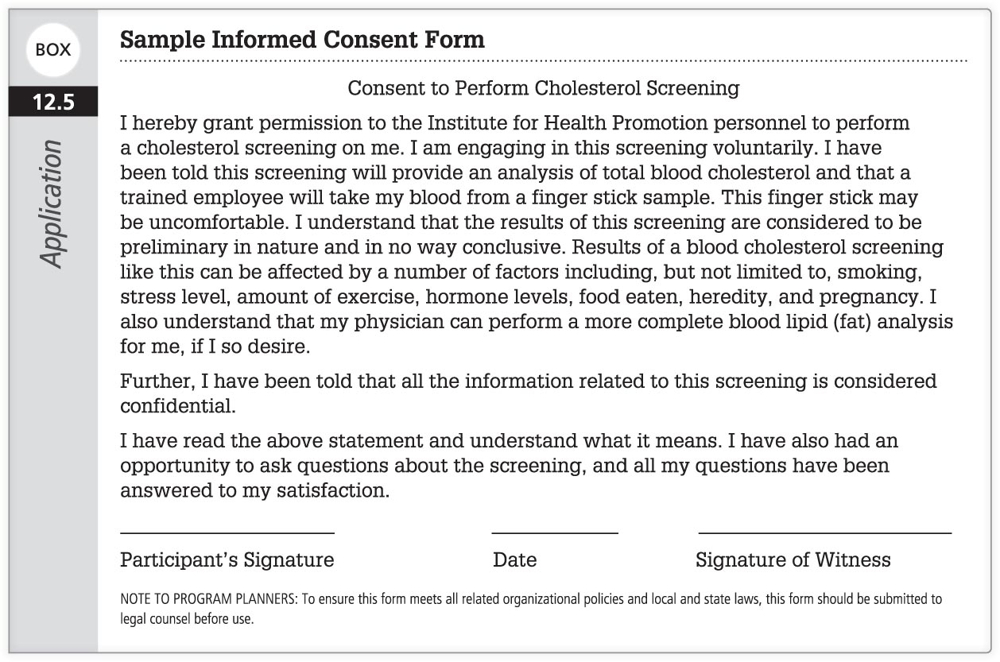 BOX
12.5
Application
Sample Informed Consent Form
Consent to Perform Cholesterol Screening
I hereby grant permission to the Institute for Health Promotion personnel to perform
a cholesterol screening on me. I am engaging in this screening voluntarily. I have
been told this screening will provide an analysis of total blood cholesterol and that a
trained employee will take my blood from a finger stick sample. This finger stick may
be uncomfortable. I understand that the results of this screening are considered to be
preliminary in nature and in no way conclusive. Results of a blood cholesterol screening
like this can be affected by a number of factors including, but not limited to, smoking,
stress level, amount of exercise, hormone levels, food eaten, heredity, and pregnancy. I
also understand that my physician can perform a more complete blood lipid (fat) analysis
for me, if I so desire.
Further, I have been told that all the information related to this screening is considered
confidential.
I have read the above statement and understand what it means. I have also had an
opportunity to ask questions about the screening, and all my questions have been
answered to my satisfaction.
Participant's Signature Date Signature of Witness
NOTE TO PROGRAM PLANNERS: To ensure this form meets all related organizational policies and local and state laws, this form should be submitted to
legal counsel before use.